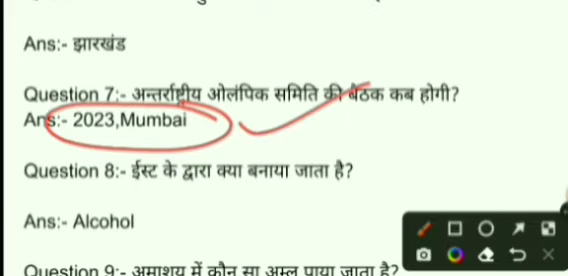 Ans:- झारखंड
Question 7:- अन्तर्राष्ट्रीय ओलंपिक समिति की बैठक कब होगी?
Ans:- 2023,Mumbai
Question 8:- ईस्ट के द्वारा क्या बनाया जाता है?
Ans:- Alcohol
Question 9:- अमाशय में कौन सा अम्ल पाया जाता है?